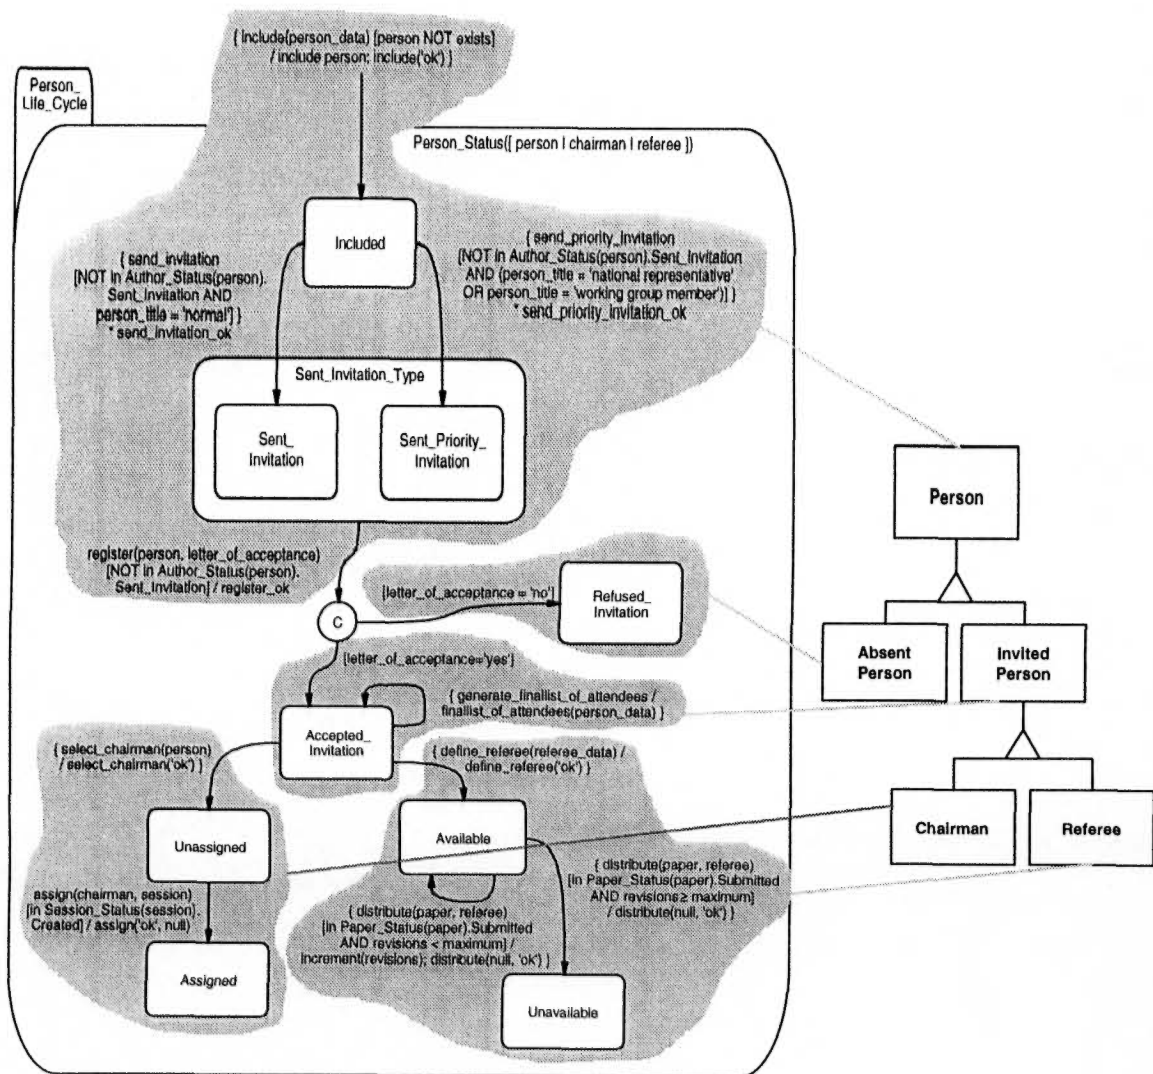 { include(person_data) [person NOT exists]
/ include person; include('ok') }
Person_
Life_Cycle
Person_Status([ person | chairman | referee ])
Included
{ send_invitation
[NOT in Author_Status(person).
Sent_Invitation AND
person_title = 'normal'] }
* send_invitation_ok
{ send_priority_invitation
[NOT in Author_Status(person).Sent_Invitation
AND (person_title = 'national representative'
OR person_title = 'working group member')] }
* send_priority_invitation_ok
Sent_Invitation_Type
Sent_
Invitation
Sent_Priority_
Invitation
Person
register(person, letter_of_acceptance)
[NOT in Author_Status(person).
Sent_Invitation] / register_ok
C
[letter_of_acceptance = 'no']
Refused_
Invitation
Absent
Person
Invited
Person
[letter_of_acceptance='yes']
{ generate_finallist_of_attendees /
finallist_of_attendees(person_data) }
Accepted_
Invitation
{ select_chairman(person)
/ select_chairman('ok') }
{ define_referee(referee_data) /
define_referee('ok') }
Chairman
Referee
Unassigned
Available
{ distribute(paper, referee)
[in Paper_Status(paper).Submitted
AND revisions≥ maximum]
/ distribute(null, 'ok') }
assign(chairman, session)
[in Session_Status(session).
Created] / assign('ok', null)
{ distribute(paper, referee)
[in Paper_Status(paper).Submitted
AND revisions < maximum] /
increment(revisions); distribute(null, 'ok') }
Assigned
Unavailable